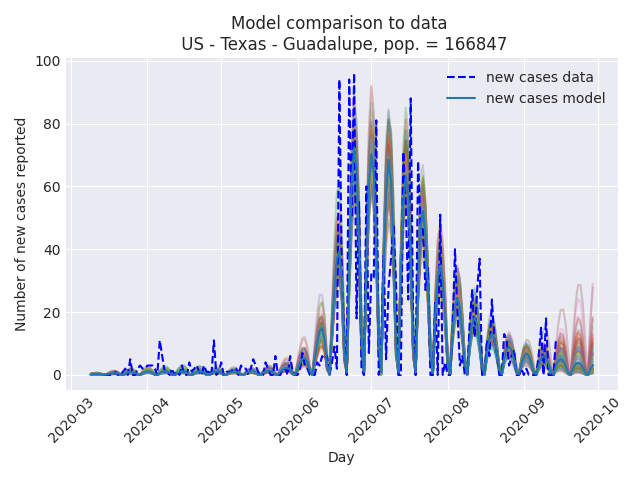 Model comparison to data
US - Texas - Guadalupe, pop. = 166847
new cases data
new cases model
Number of new cases reported
100
80
60
40
20
0
2020-03
2020-04
2020-05
2020-06
2020-07
2020-08
2020-09
2020-10
Day